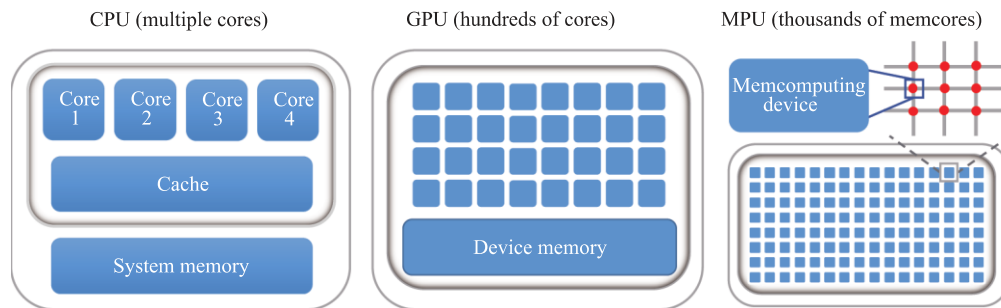 CPU (multiple cores)
GPU (hundreds of cores)
MPU (thousands of memcores)
Core
1
Core
2
Core
3
Core
4
Cache
System memory
Device memory
Memcomputing
device